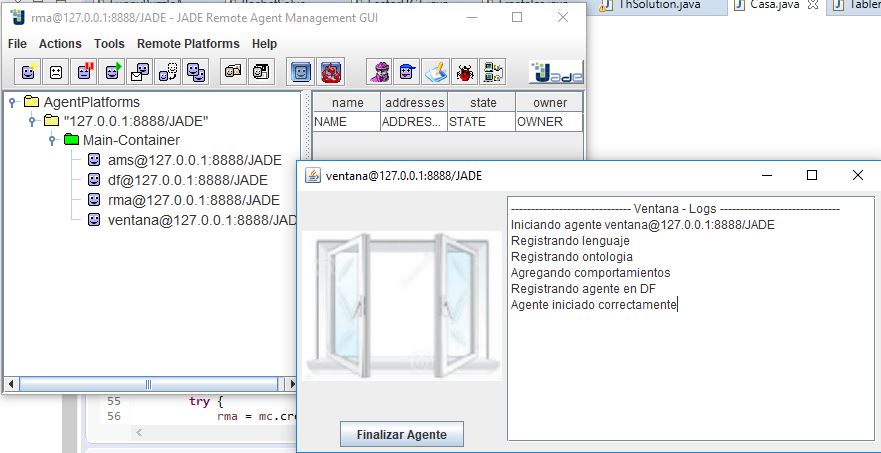 ThSolution.java
Casa.java
Tabler
rma@127.0.0.1:8888/JADE - JADE Remote Agent Management GUI
File Actions Tools Remote Platforms Help
Jade
AgentPlatforms
"127.0.0.1:8888/JADE"
Main-Container
ams@127.0.0.1:8888/JADE
df@127.0.0.1:8888/JADE
rma@127.0.0.1:8888/JADE
ventana@127.0.0.1:8888/JAD
name addresses state owner
NAME ADDRES... STATE OWNER
ventana@127.0.0.1:8888/JADE
------------------------------ Ventana - Logs ------------------------------
Iniciando agente ventana@127.0.0.1:8888/JADE
Registrando lenguaje
Registrando ontologia
Agregando comportamientos
Registrando agente en DF
Agente iniciado correctamente
Finalizar Agente
55 try {
56 rma = mc.cre